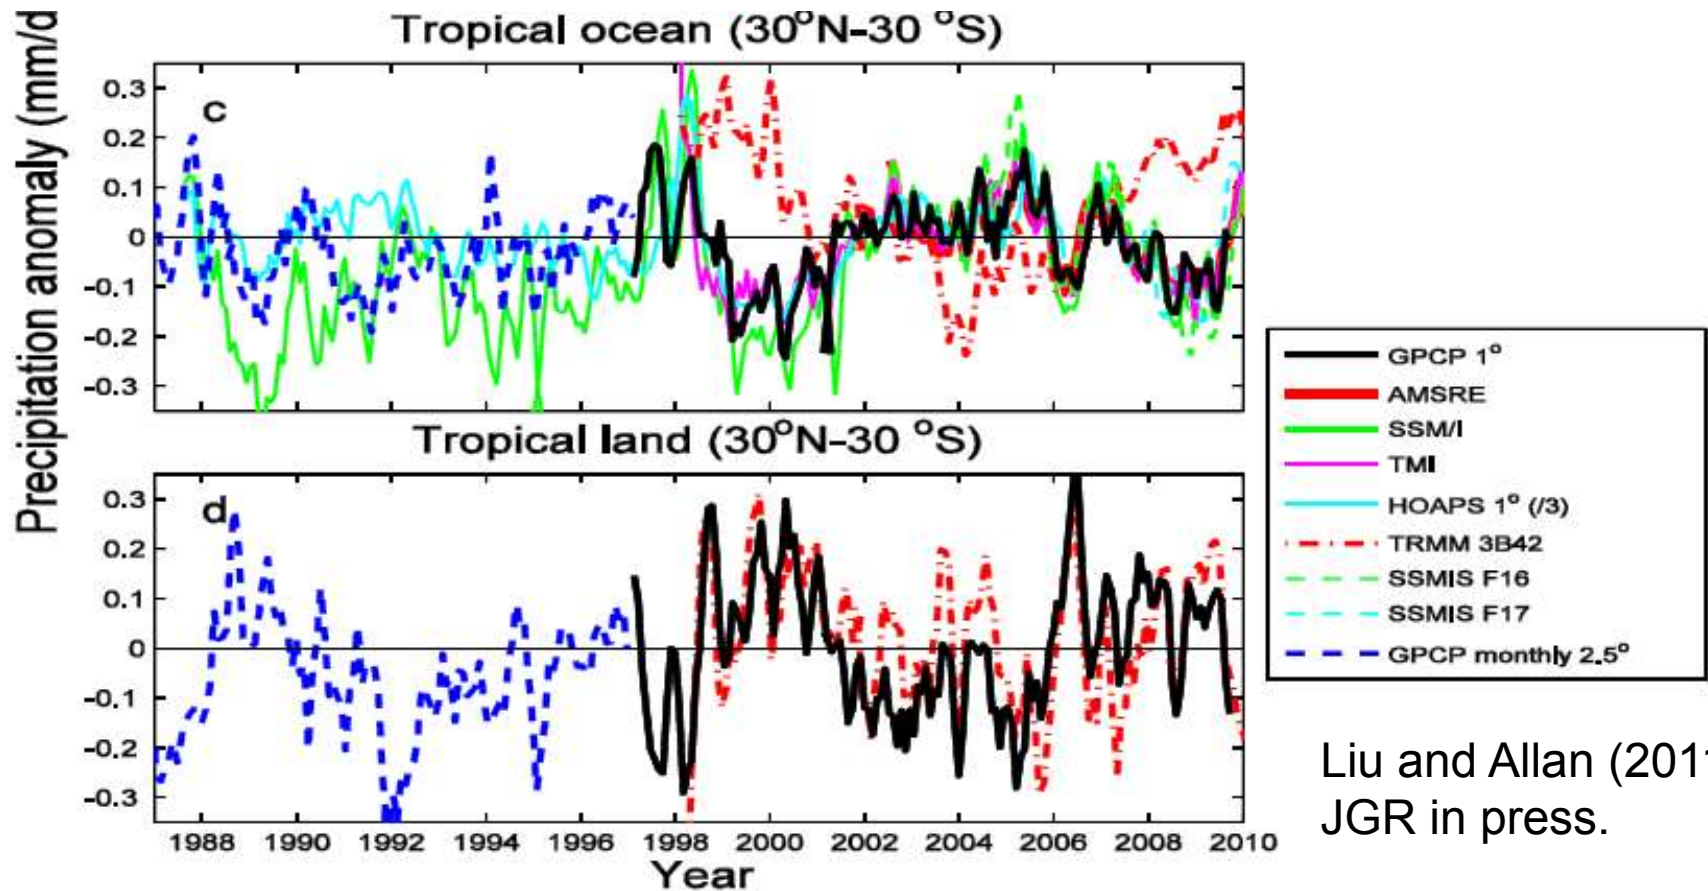 Tropical ocean (30°N-30 °S)
Precipitation anomaly (mm/d
c
0.3
0.2
0.1
0
-0.1
-0.2
-0.3
Tropical land (30°N-30 °S)
d
0.3
0.2
0.1
0
-0.1
-0.2
-0.3
1988 1990 1992 1994 1996 1998 2000 2002 2004 2006 2008 2010
Year
GPCP 1°
AMSRE
SSM/I
TMI
HOAPS 1° (/3)
TRMM 3B42
SSMIS F16
SSMIS F17
GPCP monthly 2.5°
Liu and Allan (2011
JGR in press.